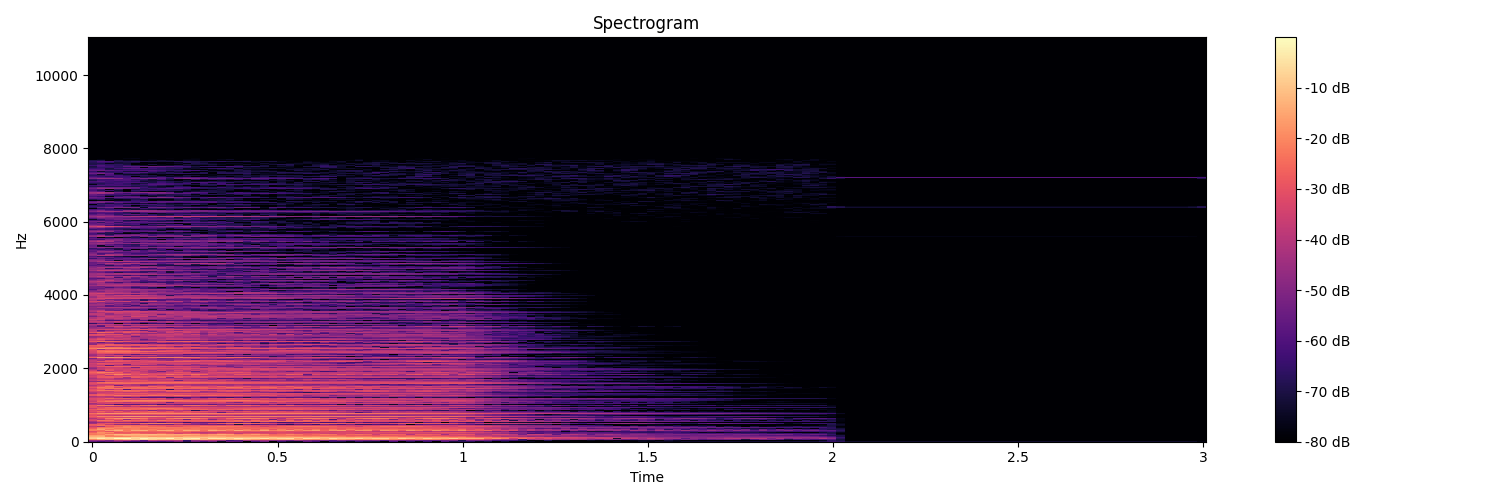 Spectrogram
Hz
10000
8000
6000
4000
2000
0
0 0.5 1 1.5 2 2.5 3
Time
-10 dB
-20 dB
-30 dB
-40 dB
-50 dB
-60 dB
-70 dB
-80 dB